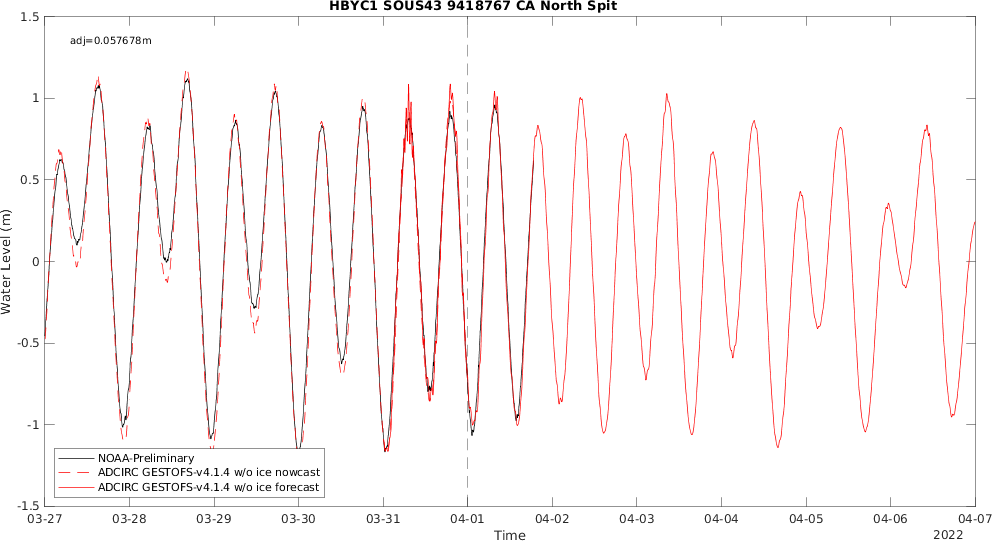 HBYC1 SOUS43 9418767 CA North Spit
adj=0.057678m
1.5
1
0.5
0
-0.5
-1
-1.5
Water Level (m)
NOAA-Preliminary
ADCIRC GESTOFS-v4.1.4 w/o ice nowcast
ADCIRC GESTOFS-v4.1.4 w/o ice forecast
03-27 03-28 03-29 03-30 03-31 04-01 04-02 04-03 04-04 04-05 04-06 04-07
Time
2022